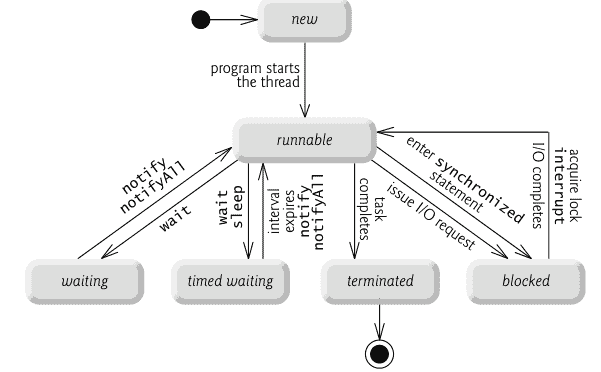 new
program starts
the thread
runnable
notify
notifyAll
wait
wait
sleep
interval
expires
notify
notifyAll
task
completes
enter synchronized
statement
issue I/O request
I/O completes
interrupt
acquire lock
waiting
timed waiting
terminated
blocked